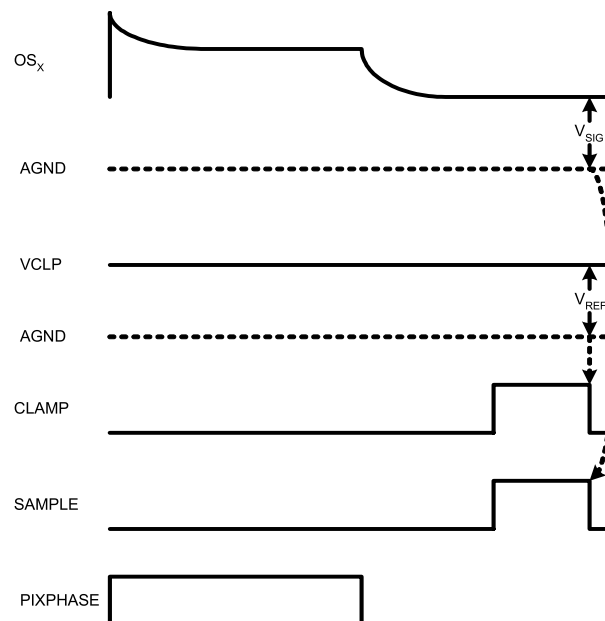 OSX
VSIG
AGND
VCLP
VREF
AGND
CLAMP
SAMPLE
PIXPHASE